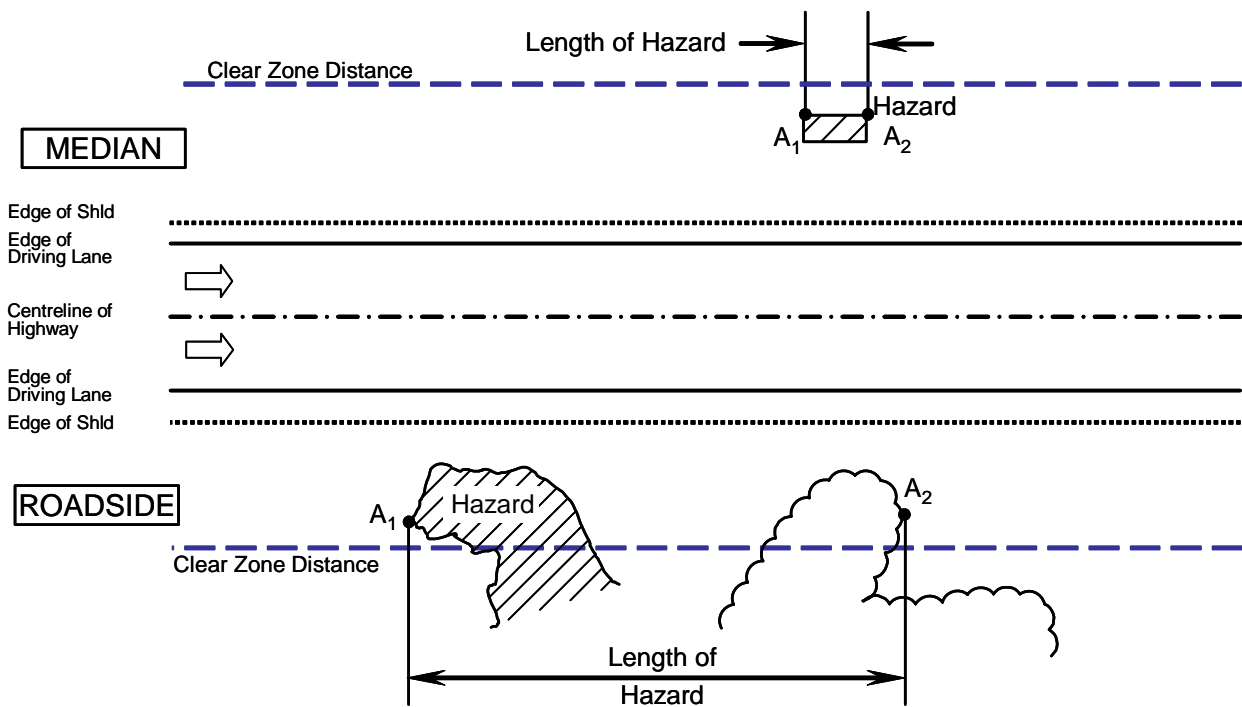 Length of Hazard
Clear Zone Distance
Hazard
A1
A2
MEDIAN
Edge of Shld
Edge of
Driving Lane
Centreline of
Highway
Edge of
Driving Lane
Edge of Shld
ROADSIDE
A1
Hazard
A2
Clear Zone Distance
Length of
Hazard